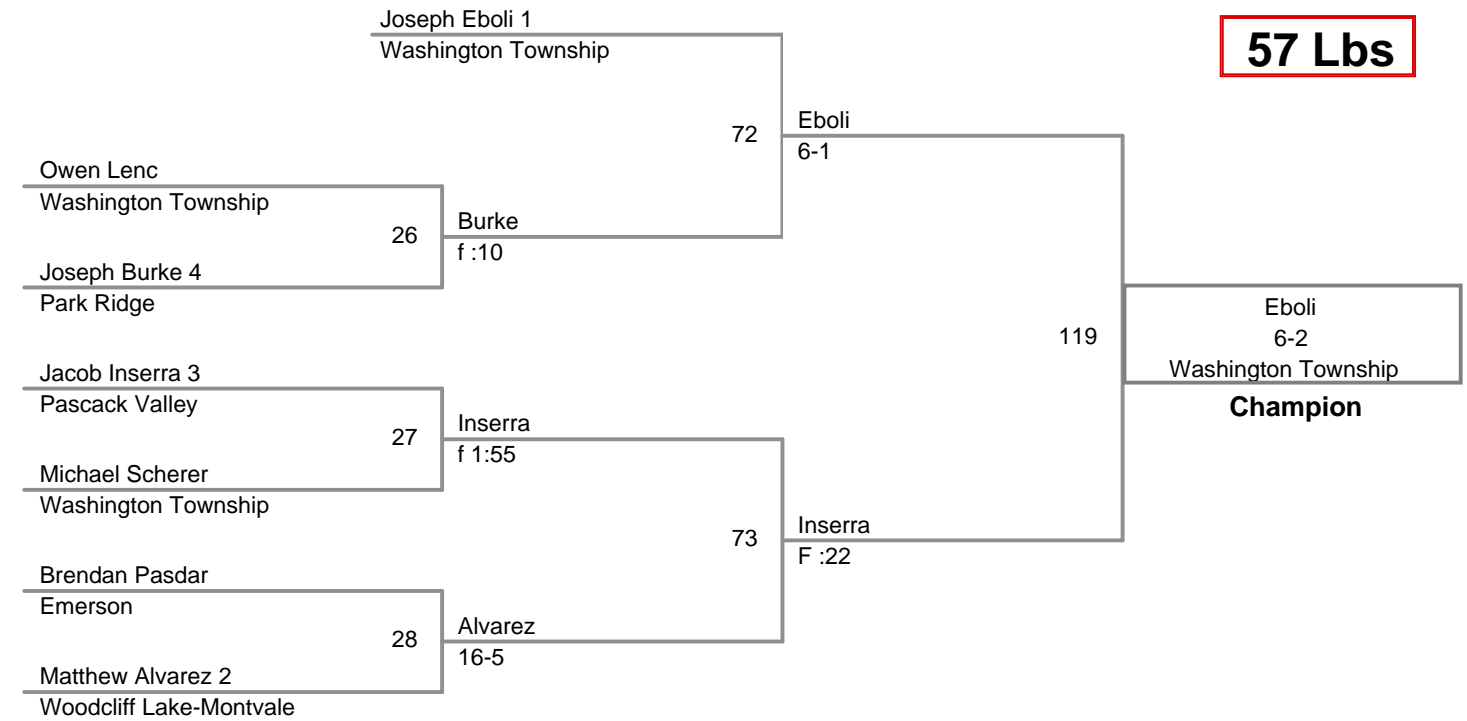 Joseph Eboli 1
Washington Township
57 Lbs
72
Eboli
6-1
Owen Lenc
Washington Township
26
Burke
f :10
Joseph Burke 4
Park Ridge
119
Eboli
6-2
Washington Township
Champion
Jacob Inserra 3
Pascack Valley
27
Inserra
f 1:55
Michael Scherer
Washington Township
73
Inserra
F :22
Brendan Pasdar
Emerson
28
Alvarez
16-5
Matthew Alvarez 2
Woodcliff Lake-Montvale